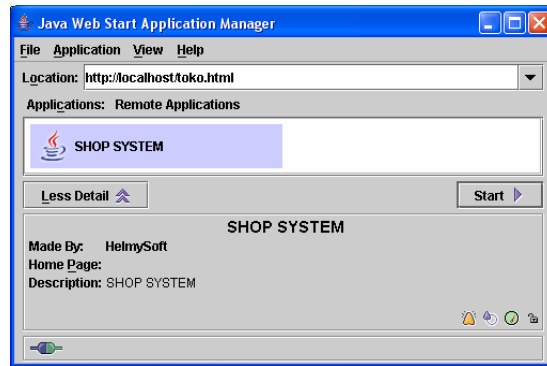 Java Web Start Application Manager
File Application View Help
Location: http://localhost/toko.html
Applications: Remote Applications
SHOP SYSTEM
Less Detail Start
SHOP SYSTEM
Made By: HelmySoft
Home Page:
Description: SHOP SYSTEM